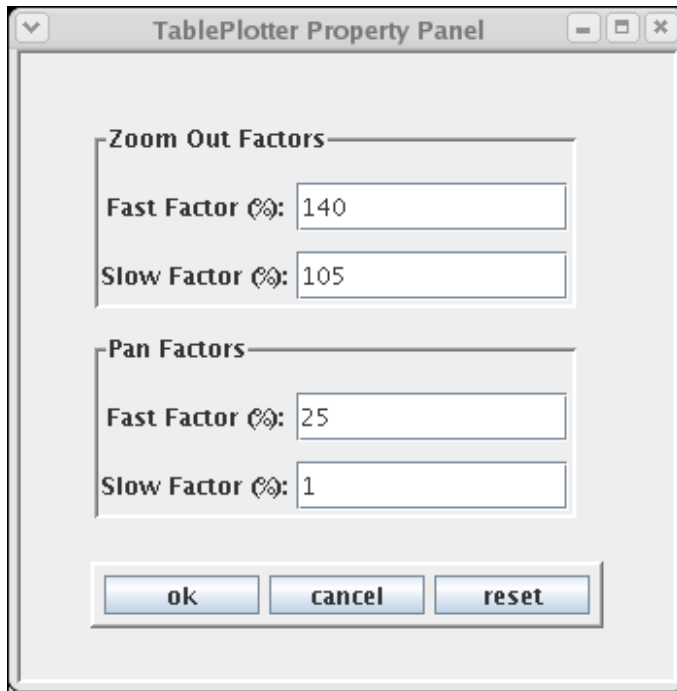 TablePlotter Property Panel
Zoom Out Factors
Fast Factor (%): 140
Slow Factor (%): 105
Pan Factors
Fast Factor (%): 25
Slow Factor (%): 1
ok cancel reset